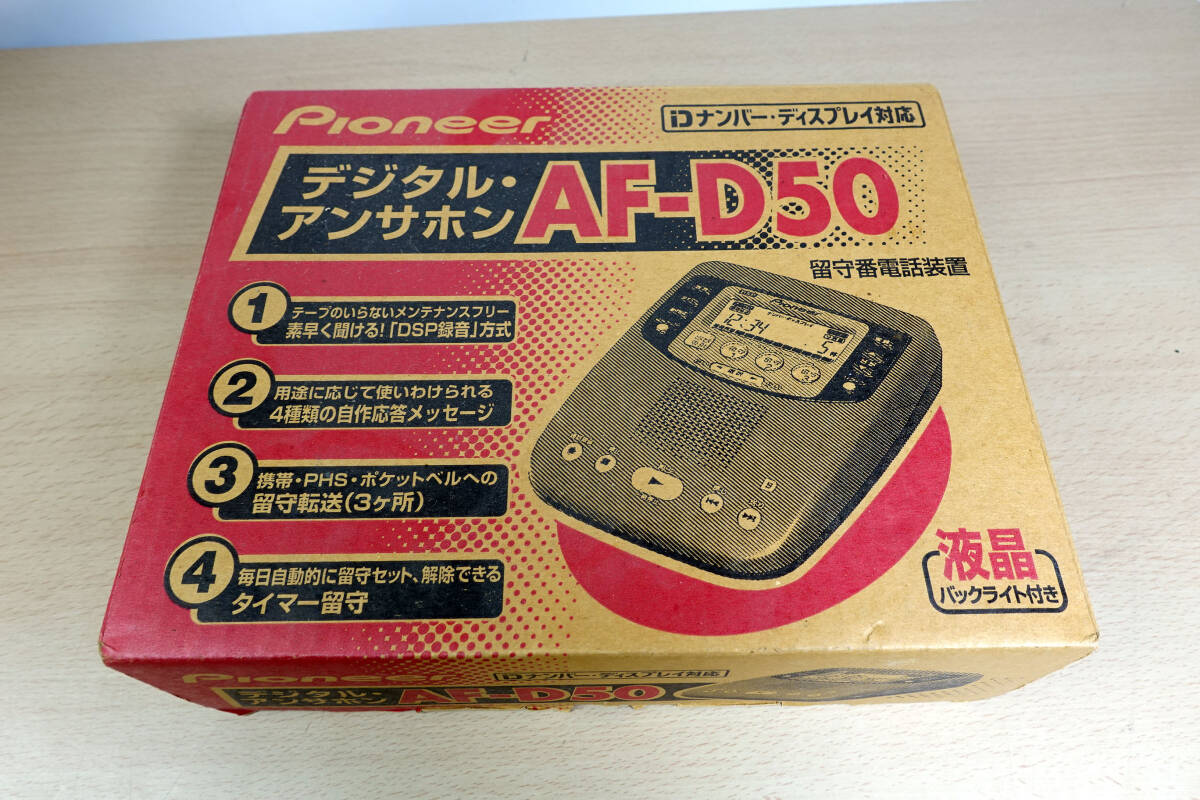 Pioneer
iDナンバー・ディスプレイ対応
デジタル・
アンサホン
AF-D50
留守番電話装置
1
テープのいらないメンテナンスフリー
素早く聞ける!「DSP録音」方式
2
用途に応じて使いわけられる
4種類の自作応答メッセージ
3
携帯・PHS・ポケットベルへの
留守転送(3ヶ所)
4
毎日自動的に留守セット、解除できる
タイマー留守
Pioneer
12:34
5件
液晶
バックライト付き
Pioneer
iDナンバー・ディスプレイ対応
デジタル・
アンサホン
AF-D50